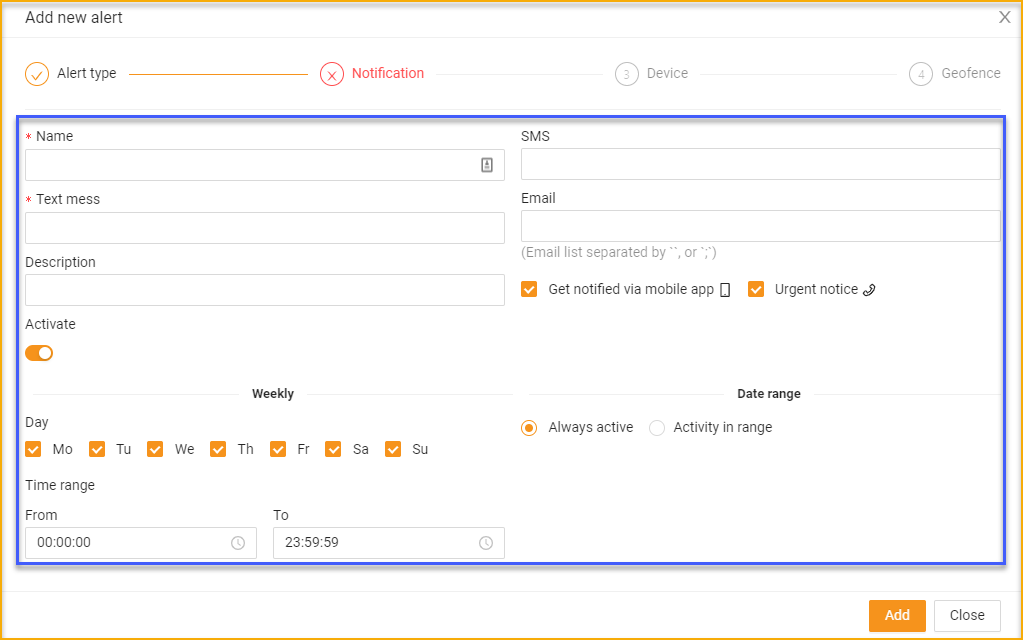 Add new alert X
Alert type Notification 3 Device 4 Geofence
* Name
* Text mess
Description
Activate
SMS
Email
(Email list separated by ``, or `;`)
Get notified via mobile app Urgent notice
Weekly
Day
Mo Tu We Th Fr Sa Su
Time range
From To
00:00:00 23:59:59
Date range
Always active Activity in range
Add Close